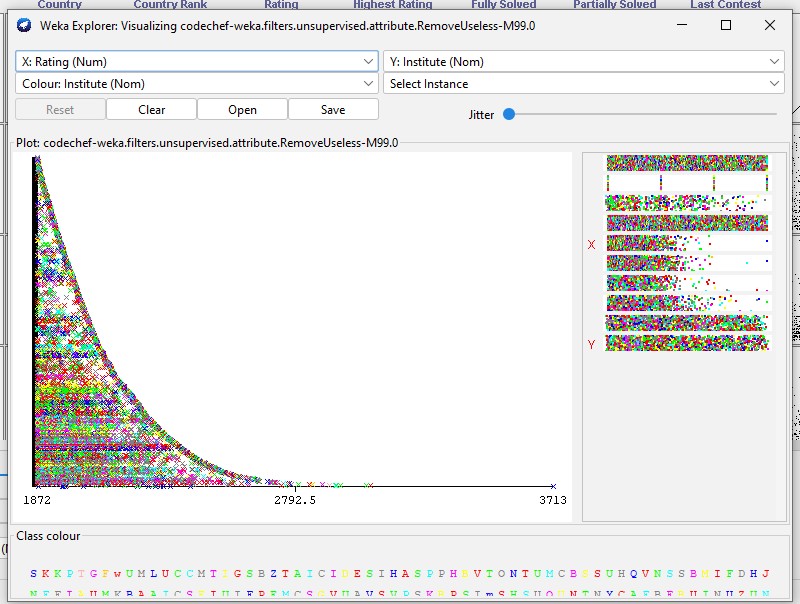 Country Country Rank Rating Highest Rating Fully Solved Partially Solved Last Contest
Weka Explorer: Visualizing codechef-weka.filters.unsupervised.attribute.RemoveUseless-M99.0
X: Rating (Num) Y: Institute (Nom)
Colour: Institute (Nom) Select Instance
Reset Clear Open Save Jitter
Plot: codechef-weka.filters.unsupervised.attribute.RemoveUseless-M99.0
X
Y
1872 2792.5 3713
Class colour
S K K P T G F w U M L U C C M T I G S B Z T A I C I D E S I H A S P P H B V T O N T U M C B S S U H Q V N S S B M I F D H J